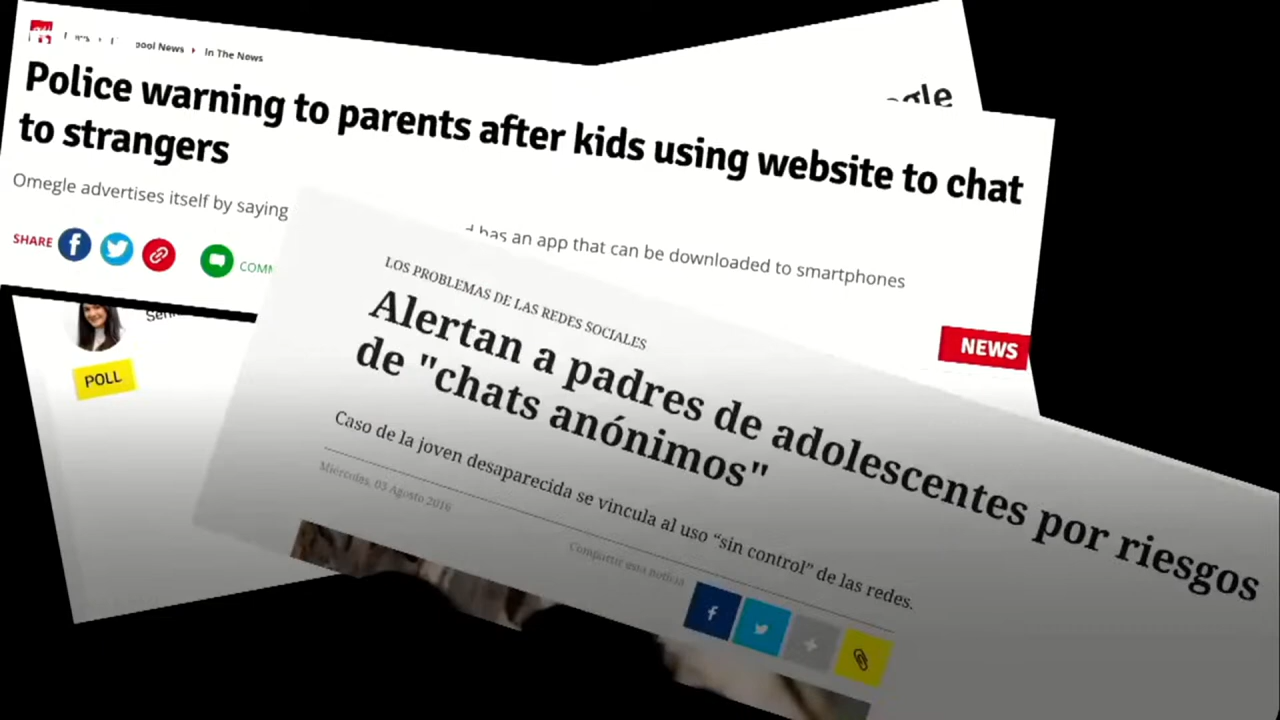 ool News In The News
Police warning to parents after kids using website to chat
to strangers
Omegle advertises itself by saying
has an app that can be downloaded to smartphones
SHARE
COMM
NEWS
gle
POLL
LOS PROBLEMAS DE LAS REDES SOCIALES
Alertan a padres de adolescentes por riesgos
de "chats anónimos"
Caso de la joven desaparecida se vincula al uso “sin control” de las redes.
Miércoles, 03 Agosto 2016
Compartir esta noticia